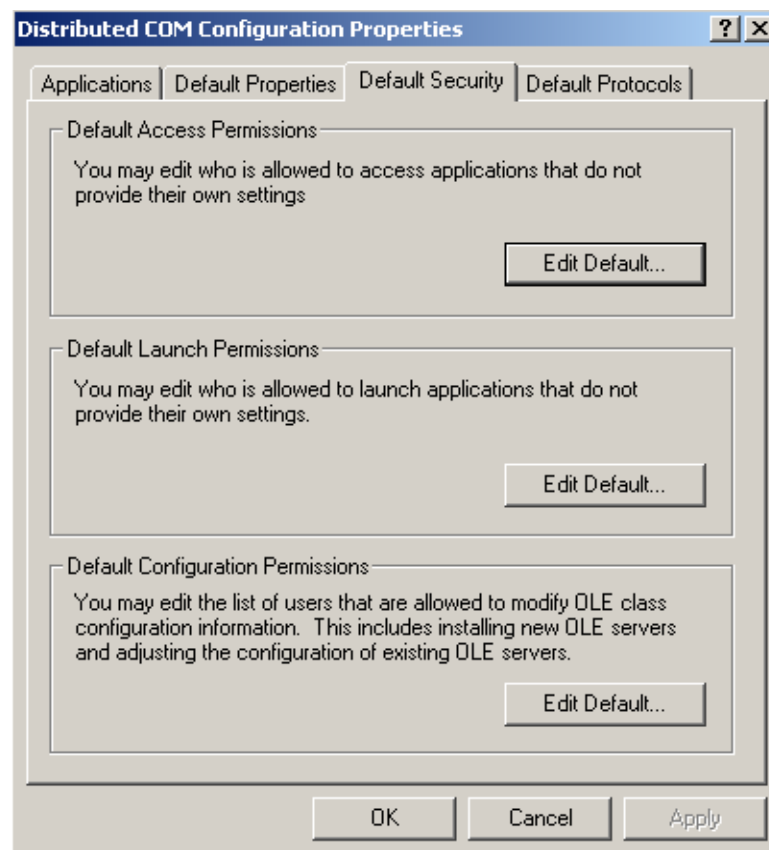 Distributed COM Configuration Properties
Applications
Default Properties
Default Security
Default Protocols
Default Access Permissions
You may edit who is allowed to access applications that do not
provide their own settings
Edit Default...
Default Launch Permissions
You may edit who is allowed to launch applications that do not
provide their own settings.
Edit Default...
Default Configuration Permissions
You may edit the list of users that are allowed to modify OLE class
configuration information.  This includes installing new OLE servers
and adjusting the configuration of existing OLE servers.
Edit Default...
OK
Cancel
Apply